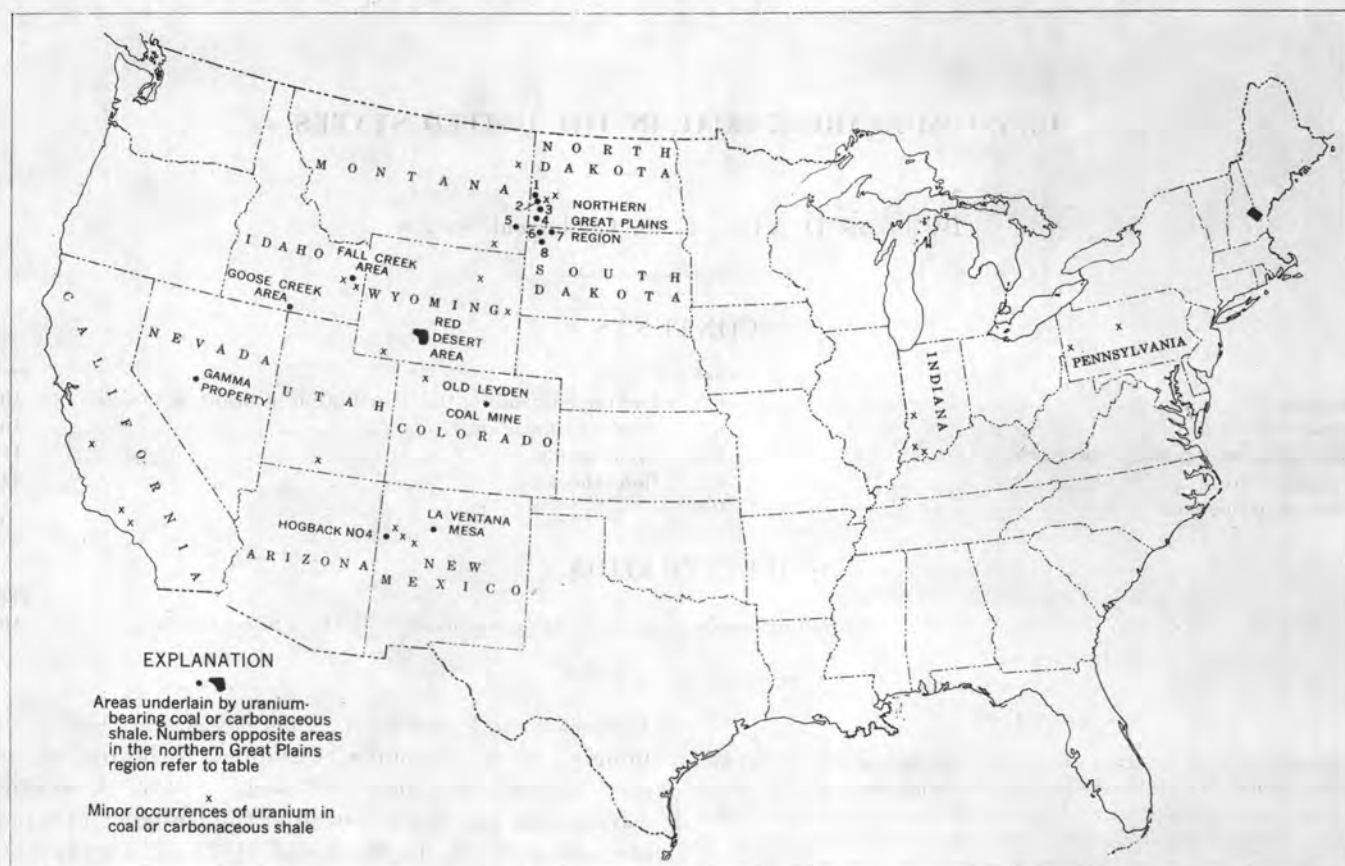 MONTANA
NORTH
DAKOTA
1
2
3
4
5
6
7
8
NORTHERN
GREAT PLAINS
REGION
SOUTH
DAKOTA
IDAHO
FALL CREEK
AREA
GOOSE CREEK
AREA
WYOMING
RED
DESERT
AREA
NEVADA
GAMMA
PROPERTY
UTAH
OLD LEYDEN
COAL MINE
COLORADO
CALIFORNIA
INDIANA
PENNSYLVANIA
HOGBACK NO4
LA VENTANA
MESA
ARIZONA
NEW
MEXICO
EXPLANATION
Areas underlain by uranium-
bearing coal or carbonaceous
shale. Numbers opposite areas
in the northern Great Plains
region refer to table
x
Minor occurrences of uranium in
coal or carbonaceous shale